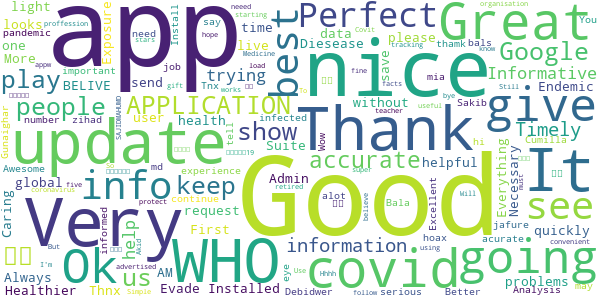 light app nice Great
looks Exposure time Perfect Google
pandemic Install say need best please one More live job
play send trying Diesease Informative
important Tnx BELIVE mia save
people APPLICATION without Endemic
number zihad user show give
update Thank It
Gunaighar md tell health infected Suite accurate Timely Cumilla
Awesome experience helpful Necessary Everything
global five First Admin alot Bala see
info keep Excellent jafure
coronavirus continue request information hoax acurate quickly
Caring Very Good
ok WHO covid going
help us AM eye
Always Thnx Evade Installed
Healthier But I'm Simple advertised Debidwer serious Better Analysis
informed protect Akid Hhhh follow Use
problems may convenient using must
proffession stars hope works gift load neeed starting
data To Covit Medicine fine tracking thamk bals
organisation You know Still appw
SAJIDEMAKUMD Wow teacher super retired believe
Sakib hi bye useful facts Will